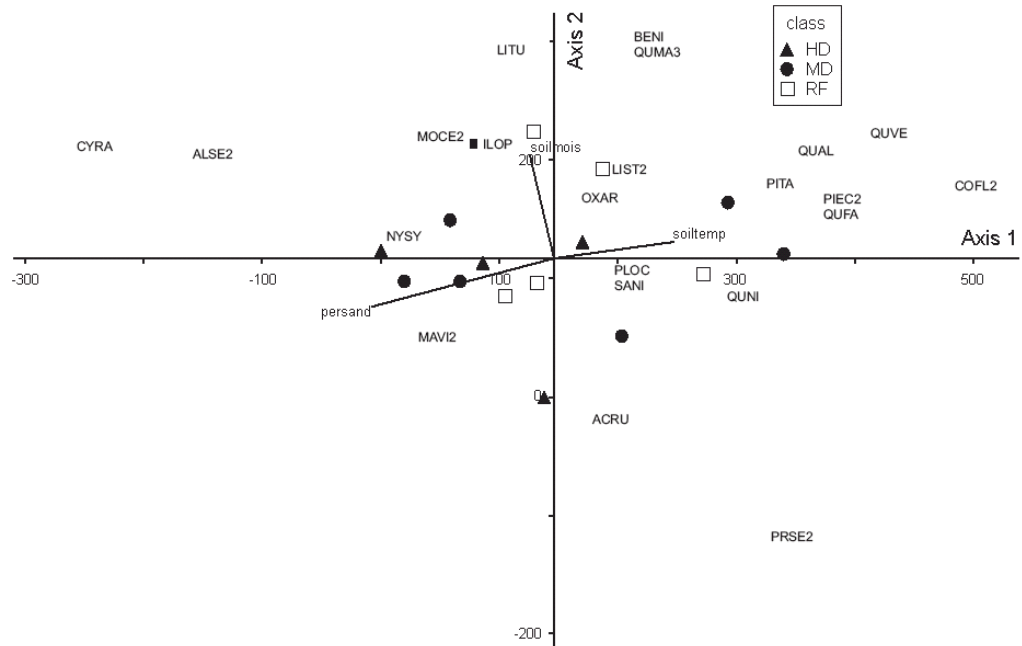 Axis 2
class
HD
MD
RF
BENI
QUMA3
LITU
MOCE2
ILOP
CYRA
ALSE2
QUVE
QUAL
soilmois
200
LIST2
PITA
COFL2
OXAR
PIEC2
QUFA
NYSY
soiltemp
Axis 1
-300
-100
100
300
500
PLOC
SANI
QUNI
persand
MAVI2
0
ACRU
PRSE2
-200